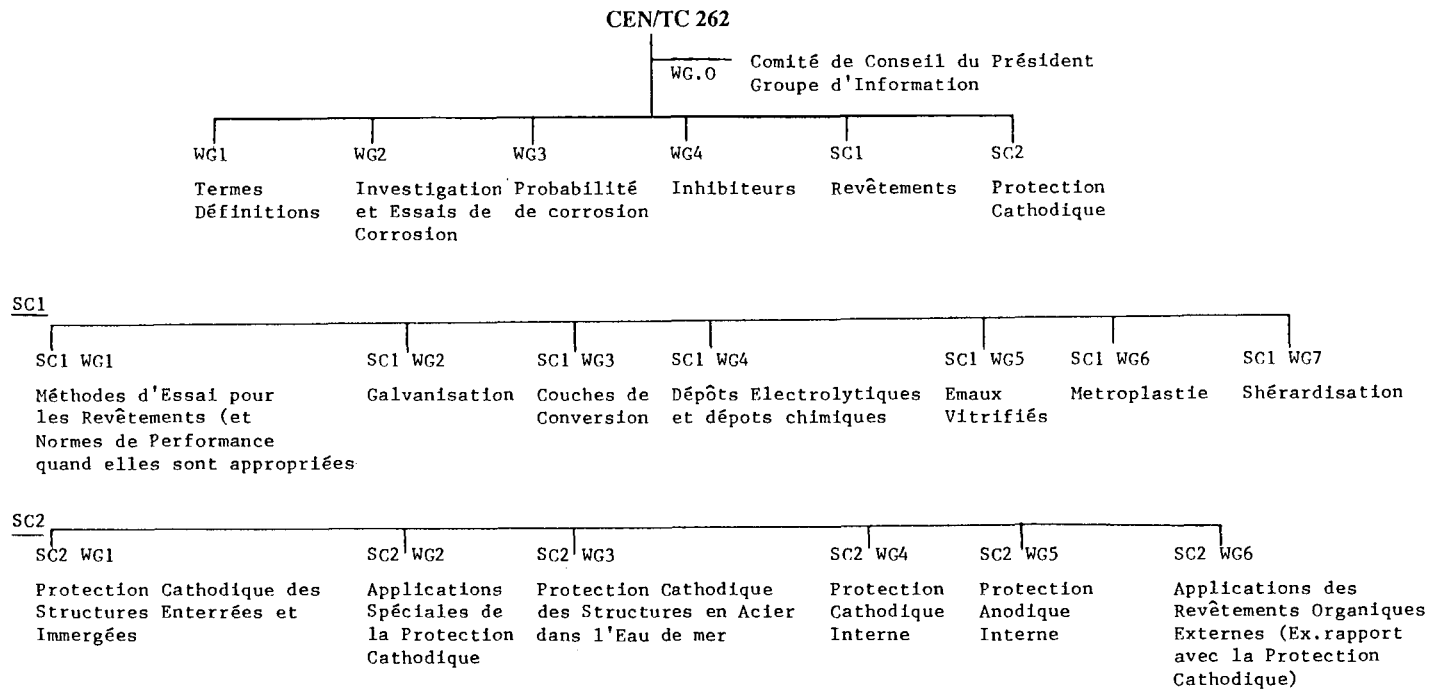 CEN/TC 262
WG.0
Comité de Conseil du Président
Groupe d'Information
WG1
Termes
Définitions
WG2
Investigation
et Essais de
Corrosion
WG3
Probabilité
de corrosion
WG4
Inhibiteurs
SC1
Revêtements
SC2
Protection
Cathodique
SC1
SC1 WG1
Méthodes d'Essai pour
les Revêtements (et
Normes de Performance
quand elles sont appropriées
SC1 WG2
Galvanisation
SC1 WG3
Couches de
Conversion
SC1 WG4
Dépôts Electrolytiques
et dépots chimiques
SC1 WG5
Emaux
Vitrifiés
SC1 WG6
Metroplastie
SC1 WG7
Shérardisation
SC2
SC2 WG1
Protection Cathodique des
Structures Enterrées et
Immergées
SC2 WG2
Applications
Spéciales de
la Protection
Cathodique
SC2 WG3
Protection Cathodique
des Structures en Acier
dans l'Eau de mer
SC2 WG4
Protection
Cathodique
Interne
SC2 WG5
Protection
Anodique
Interne
SC2 WG6
Applications des
Revêtements Organiques
Externes (Ex.rapport
avec la Protection
Cathodique)